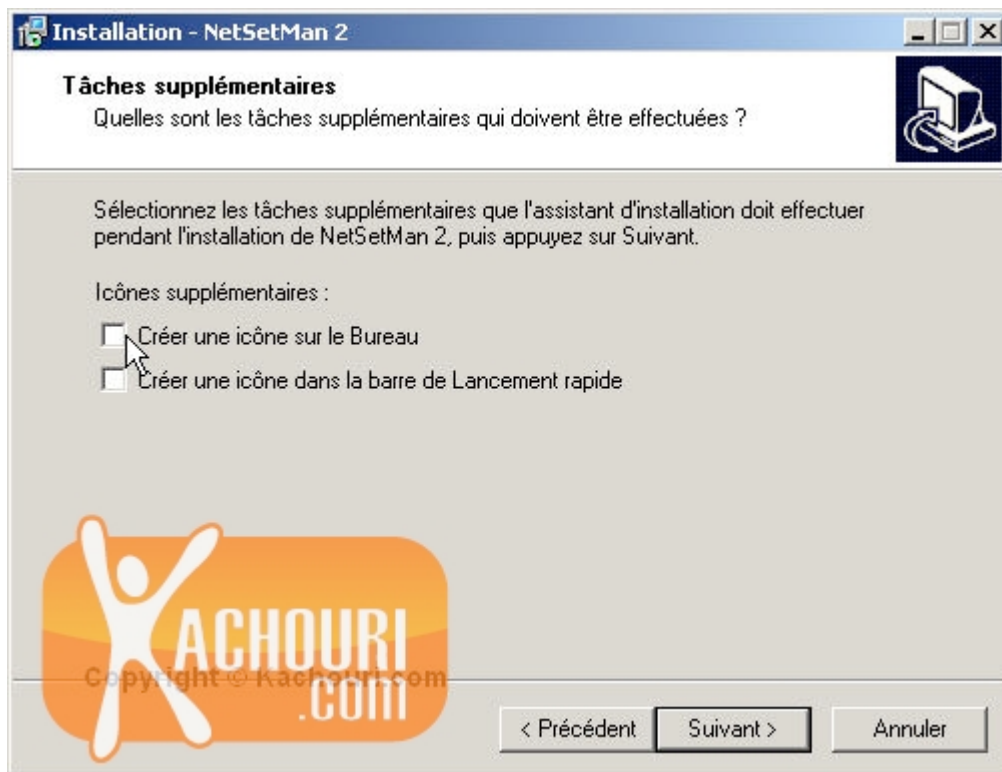 Installation - NetSetMan 2
Tâches supplémentaires
Quelles sont les tâches supplémentaires qui doivent être effectuées ?
Sélectionnez les tâches supplémentaires que l'assistant d'installation doit effectuer
pendant l'installation de NetSetMan 2, puis appuyez sur Suivant.
Icônes supplémentaires :
Créer une icône sur le Bureau
Créer une icône dans la barre de Lancement rapide
KACHOURI
.com
Copyright © Kachouri.com
< Précédent
Suivant >
Annuler